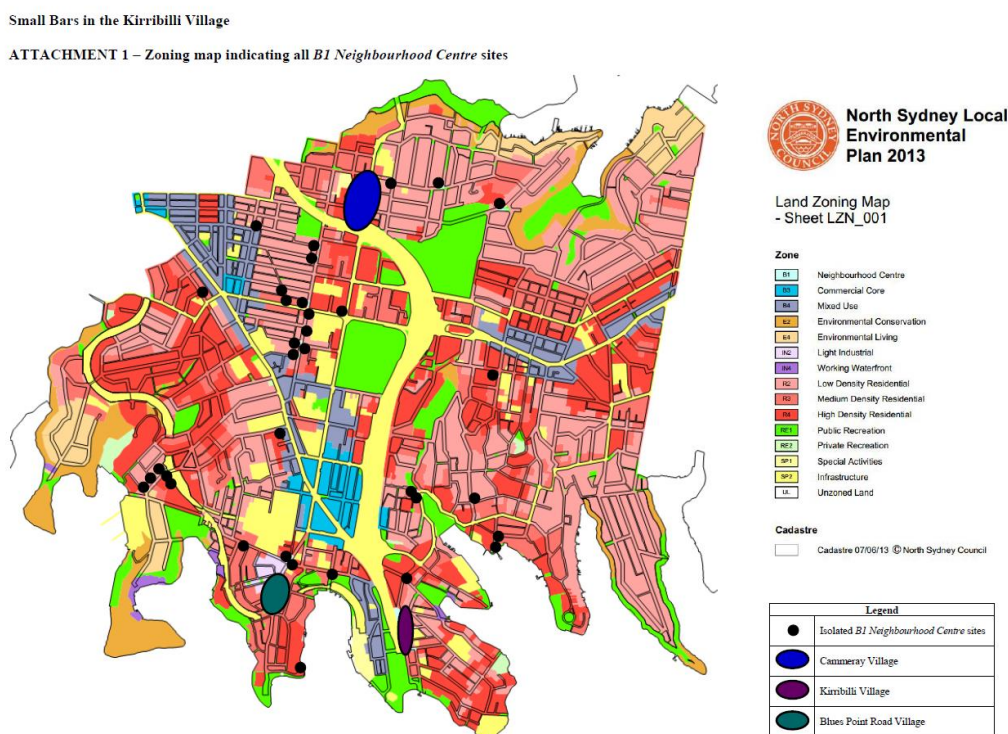 Small Bars in the Kirribilli Village
ATTACHMENT 1 – Zoning map indicating all B1 Neighbourhood Centre sites
NORTH SYDNEY COUNCIL
North Sydney Local
Environmental
Plan 2013
Land Zoning Map
- Sheet LZN_001
Zone
B1 Neighbourhood Centre
B3 Commercial Core
B4 Mixed Use
E2 Environmental Conservation
E4 Environmental Living
IN2 Light Industrial
IN4 Working Waterfront
R2 Low Density Residential
R3 Medium Density Residential
R4 High Density Residential
RE1 Public Recreation
RE2 Private Recreation
SP1 Special Activities
SP2 Infrastructure
UL Unzoned Land
Cadastre
Cadastre 07/06/13 © North Sydney Council
Legend
Isolated B1 Neighbourhood Centre sites
Cammeray Village
Kirribilli Village
Blues Point Road Village